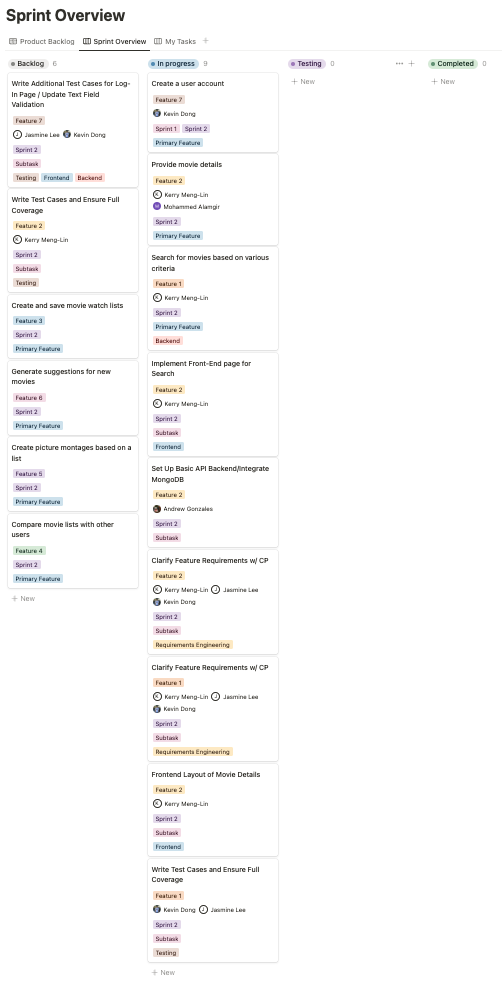 Sprint Overview
Product Backlog Sprint Overview My Tasks +
Backlog 6
Write Additional Test Cases for Log-
In Page / Update Text Field
Validation
Feature 7
J Jasmine Lee Kevin Dong
Sprint 2
Subtask
Testing Frontend Backend
Write Test Cases and Ensure Full
Coverage
Feature 2
K Kerry Meng-Lin
Sprint 2
Subtask
Testing
Create and save movie watch lists
Feature 3
Sprint 2
Primary Feature
Generate suggestions for new
movies
Feature 6
Sprint 2
Primary Feature
Create picture montages based on a
list
Feature 5
Sprint 2
Primary Feature
Compare movie lists with other
users
Feature 4
Sprint 2
Primary Feature
+ New
In progress 9
Create a user account
Feature 7
Kevin Dong
Sprint 1 Sprint 2
Primary Feature
Provide movie details
Feature 2
K Kerry Meng-Lin
Mohammed Alamgir
Sprint 2
Primary Feature
Search for movies based on various
criteria
Feature 1
K Kerry Meng-Lin
Sprint 2
Primary Feature
Backend
Implement Front-End page for
Search
Feature 2
K Kerry Meng-Lin
Sprint 2
Subtask
Frontend
Set Up Basic API Backend/Integrate
MongoDB
Feature 2
Andrew Gonzales
Sprint 2
Subtask
Clarify Feature Requirements w/ CP
Feature 2
K Kerry Meng-Lin J Jasmine Lee
Kevin Dong
Sprint 2
Subtask
Requirements Engineering
Clarify Feature Requirements w/ CP
Feature 1
K Kerry Meng-Lin J Jasmine Lee
Kevin Dong
Sprint 2
Subtask
Requirements Engineering
Frontend Layout of Movie Details
Feature 2
K Kerry Meng-Lin
Sprint 2
Subtask
Frontend
Write Test Cases and Ensure Full
Coverage
Feature 1
Kevin Dong J Jasmine Lee
Sprint 2
Subtask
Testing
+ New
Testing 0 ••• +
+ New
Completed 0
+ New